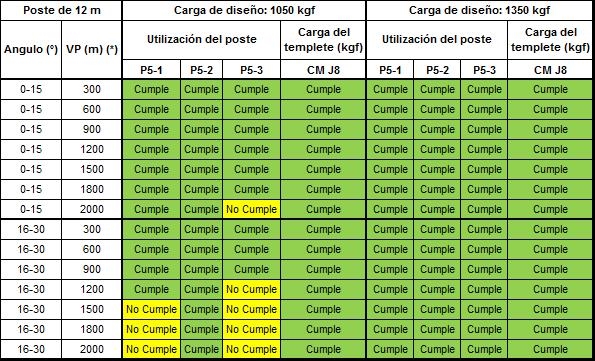 Poste de 12 m Carga de diseño: 1050 kgf Carga de diseño: 1350 kgf
Angulo (º) VP (m) (*) Utilización del poste Carga del templete (kgf) Utilización del poste Carga del templete (kgf)
P5-1 P5-2 P5-3 CM J8 P5-1 P5-2 P5-3 CM J8
0-15 300 Cumple Cumple Cumple Cumple Cumple Cumple Cumple Cumple
0-15 600 Cumple Cumple Cumple Cumple Cumple Cumple Cumple Cumple
0-15 900 Cumple Cumple Cumple Cumple Cumple Cumple Cumple Cumple
0-15 1200 Cumple Cumple Cumple Cumple Cumple Cumple Cumple Cumple
0-15 1500 Cumple Cumple Cumple Cumple Cumple Cumple Cumple Cumple
0-15 1800 Cumple Cumple Cumple Cumple Cumple Cumple Cumple Cumple
0-15 2000 Cumple Cumple No Cumple Cumple Cumple Cumple Cumple Cumple
16-30 300 Cumple Cumple Cumple Cumple Cumple Cumple Cumple Cumple
16-30 600 Cumple Cumple Cumple Cumple Cumple Cumple Cumple Cumple
16-30 900 Cumple Cumple Cumple Cumple Cumple Cumple Cumple Cumple
16-30 1200 Cumple Cumple No Cumple Cumple Cumple Cumple Cumple Cumple
16-30 1500 No Cumple Cumple No Cumple Cumple Cumple Cumple Cumple Cumple
16-30 1800 No Cumple Cumple No Cumple Cumple Cumple Cumple Cumple Cumple
16-30 2000 No Cumple Cumple No Cumple Cumple Cumple Cumple Cumple Cumple